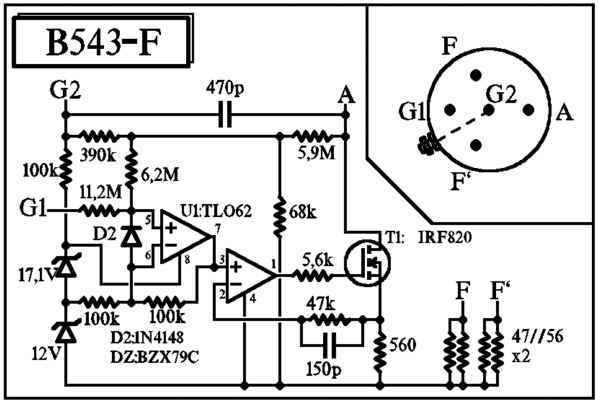 B543-F
G2
470p
A
F
G2
G1
A
F'
390k
5,9M
100k
6,2M
11,2M
U1:TLO62
G1
5
7
68k
D2
T1: IRF820
6
8
3
1
5,6k
17,1V
2
4
47k
F F'
100k
100k
D2:IN4148
DZ:BZX79C
12V
150p
560
47//56
x2